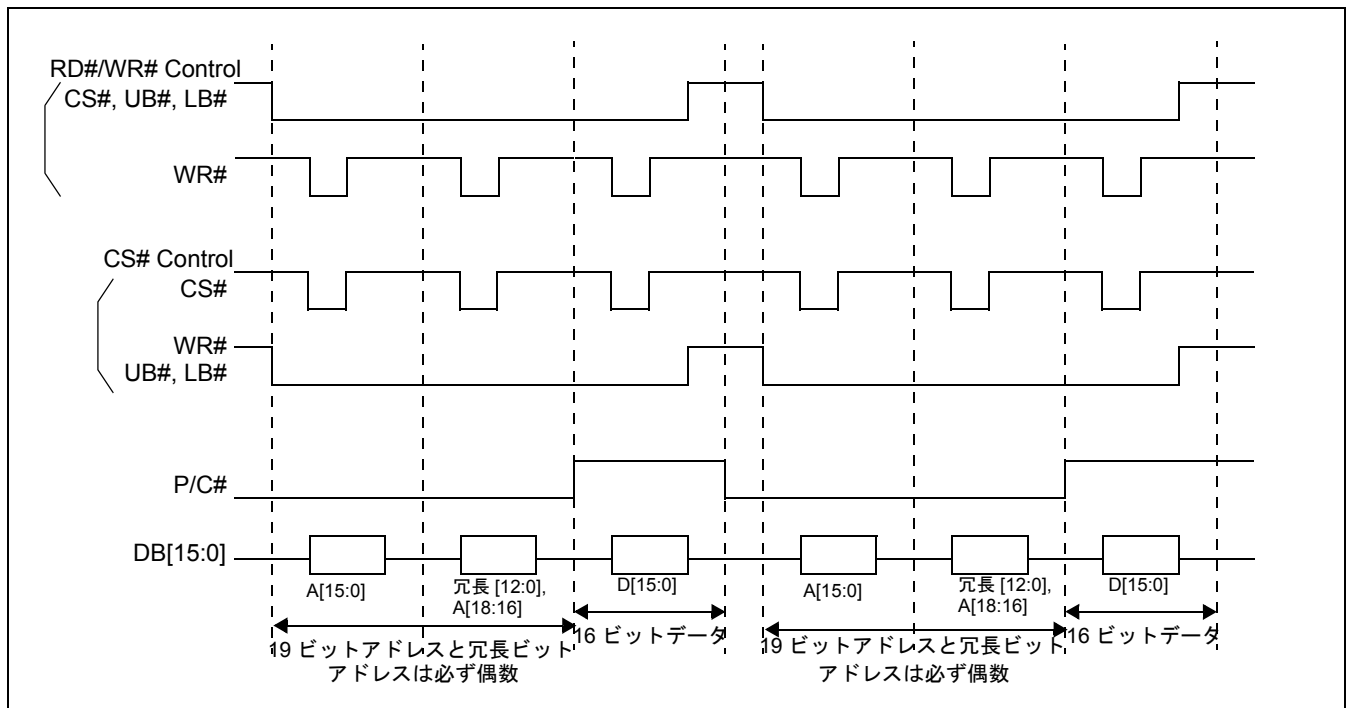 RD#/WR# Control
CS#, UB#, LB#
WR#
CS# Control
CS#
WR#
UB#, LB#
P/C#
DB[15:0]
A[15:0]
冗長 [12:0],
A[18:16]
D[15:0]
A[15:0]
冗長 [12:0],
A[18:16]
D[15:0]
19 ビットアドレスと冗長ビット
アドレスは必ず偶数
16 ビットデータ
19 ビットアドレスと冗長ビット
アドレスは必ず偶数
16 ビットデータ